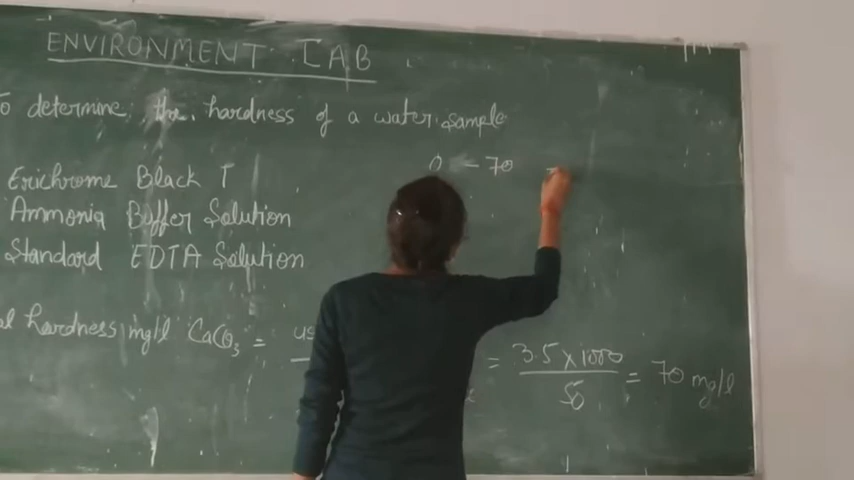 ENVIRONMENT LAB
To determine the hardness of a water sample
0 - 70
Erichrome Black T
Ammonia Buffer Solution
Standard EDTA Solution
hardness mg/l CaCO3 = = 3.5 x 1000 / 50 = 70 mg/l